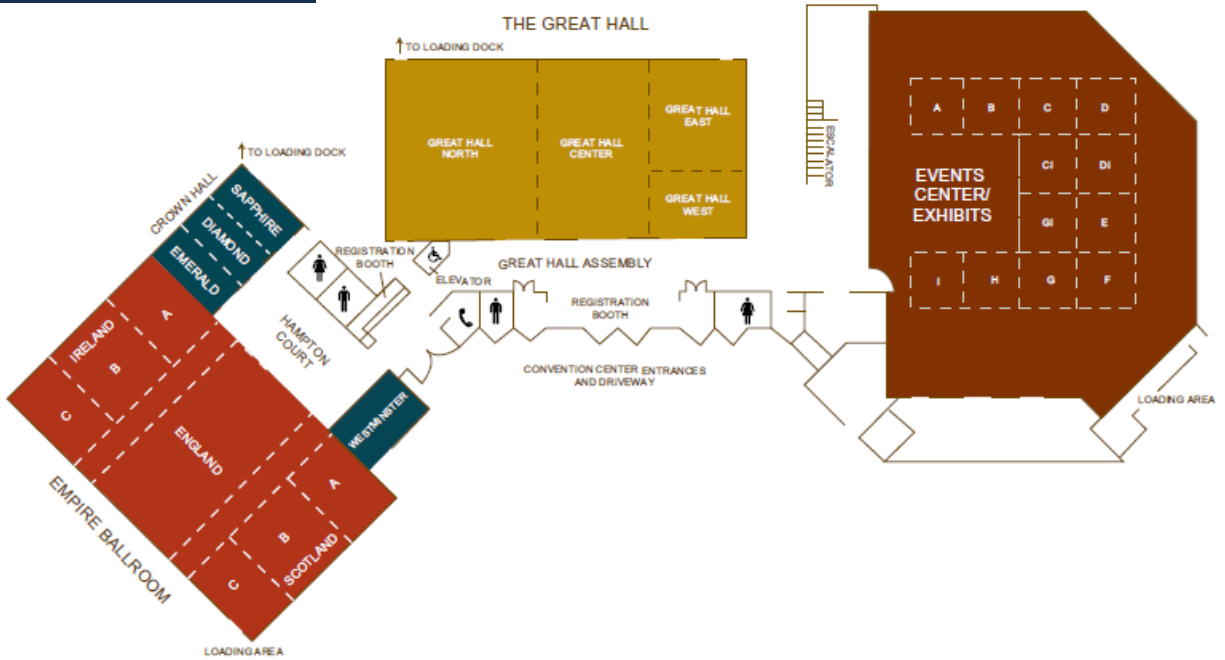 THE GREAT HALL
TO LOADING DOCK
GREAT HALL
NORTH
GREAT HALL
CENTER
GREAT HALL
EAST
GREAT HALL
WEST
ESCALATOR
A
B
C
D
EVENTS
CENTER/
EXHIBITS
CI
DI
GI
E
I
H
G
F
LOADING AREA
TO LOADING DOCK
CROWN HALL
SAPPHIRE
DIAMOND
EMERALD
REGISTRATION
BOOTH
ELEVATOR
GREAT HALL ASSEMBLY
REGISTRATION
BOOTH
CONVENTION CENTER ENTRANCES
AND DRIVEWAY
HAMPTON
COURT
WESTMINSTER
IRELAND
A
B
C
ENGLAND
A
B
C
SCOTLAND
EMPIRE BALLROOM
LOADING AREA